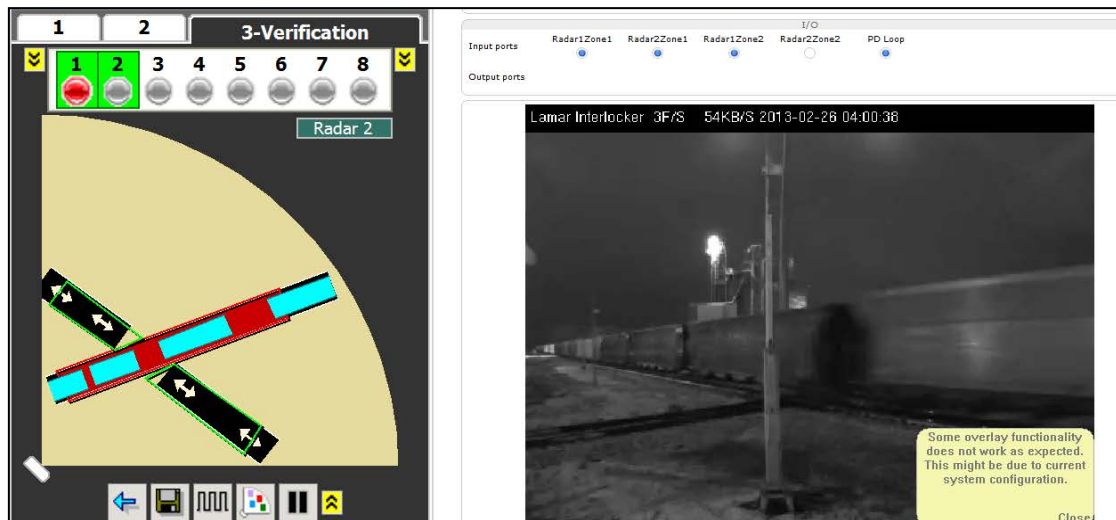 1 2 3-Verification
1 2 3 4 5 6 7 8
Radar 2
I/O
Radar1Zone1 Radar2Zone1 Radar1Zone2 Radar2Zone2 PD Loop
Input ports
Output ports
Lamar Interlocker 3F/S 54KB/S 2013-02-26 04:00:38
Some overlay functionality
does not work as expected.
This might be due to current
system configuration.
Close